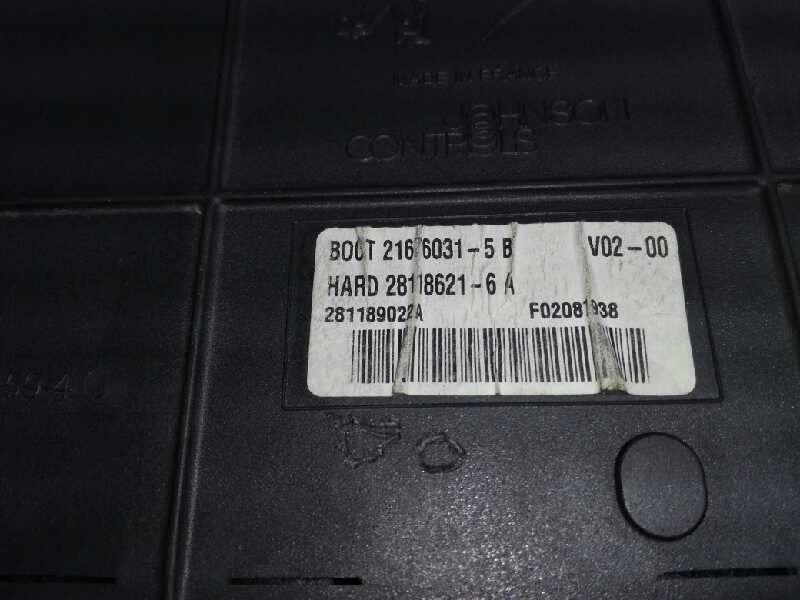 MADE IN FRANCE
JOHNSON
CONTROLS
BOOT 21676031-5 B V02-00
HARD 28118621-6 A
281189022A F02081938